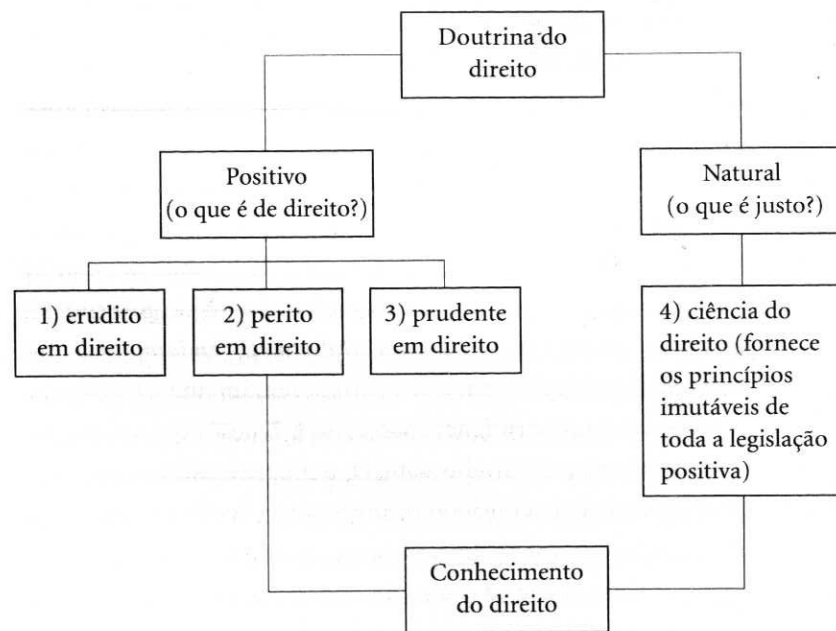 Doutrina do
direito
Positivo
(o que é de direito?)
Natural
(o que é justo?)
1) erudito
em direito
2) perito
em direito
3) prudente
em direito
4) ciência do
direito (fornece
os princípios
imutáveis de
toda a legislação
positiva)
Conhecimento
do direito